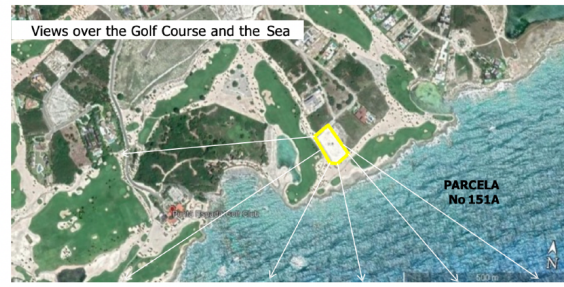 Views over the Golf Course and the Sea
PARCELA
No 151A
N
500 m